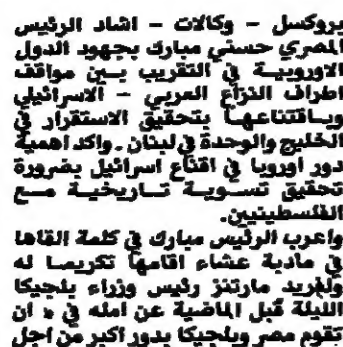 بروكسل - وكالات - اشاد الرئيس
المصري حسني مبارك بجهود الدول
الاوروبية في التقريب بين مواقف
اطراف النزاع العربي - الاسرائيلي
وباقتناعها بتحقيق الاستقرار في
الخليج والوحدة في لبنان. واكد اهمية
دور اوروبا في اقناع اسرائيل بضرورة
تحقيق تسوية تاريخية مع
الفلسطينيين.
واعرب الرئيس مبارك في كلمة القاها
في مادبة عشاء اقامها تكريما له
ولفريد مارتنز رئيس وزراء بلجيكا
الليلة قبل الماضية عن امله في « ان
تقوم مصر وبلجيكا بدور اكبر من اجل